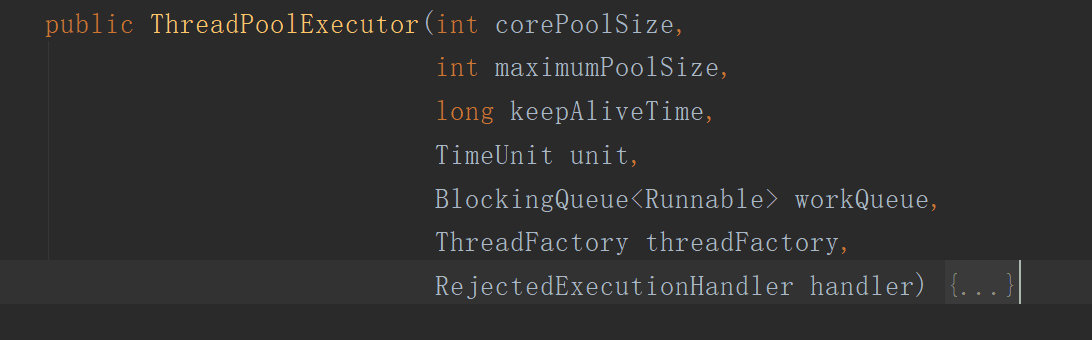 public ThreadPoolExecutor(int corePoolSize,
int maximumPoolSize,
long keepAliveTime,
TimeUnit unit,
BlockingQueue<Runnable> workQueue,
ThreadFactory threadFactory,
RejectedExecutionHandler handler) {...}